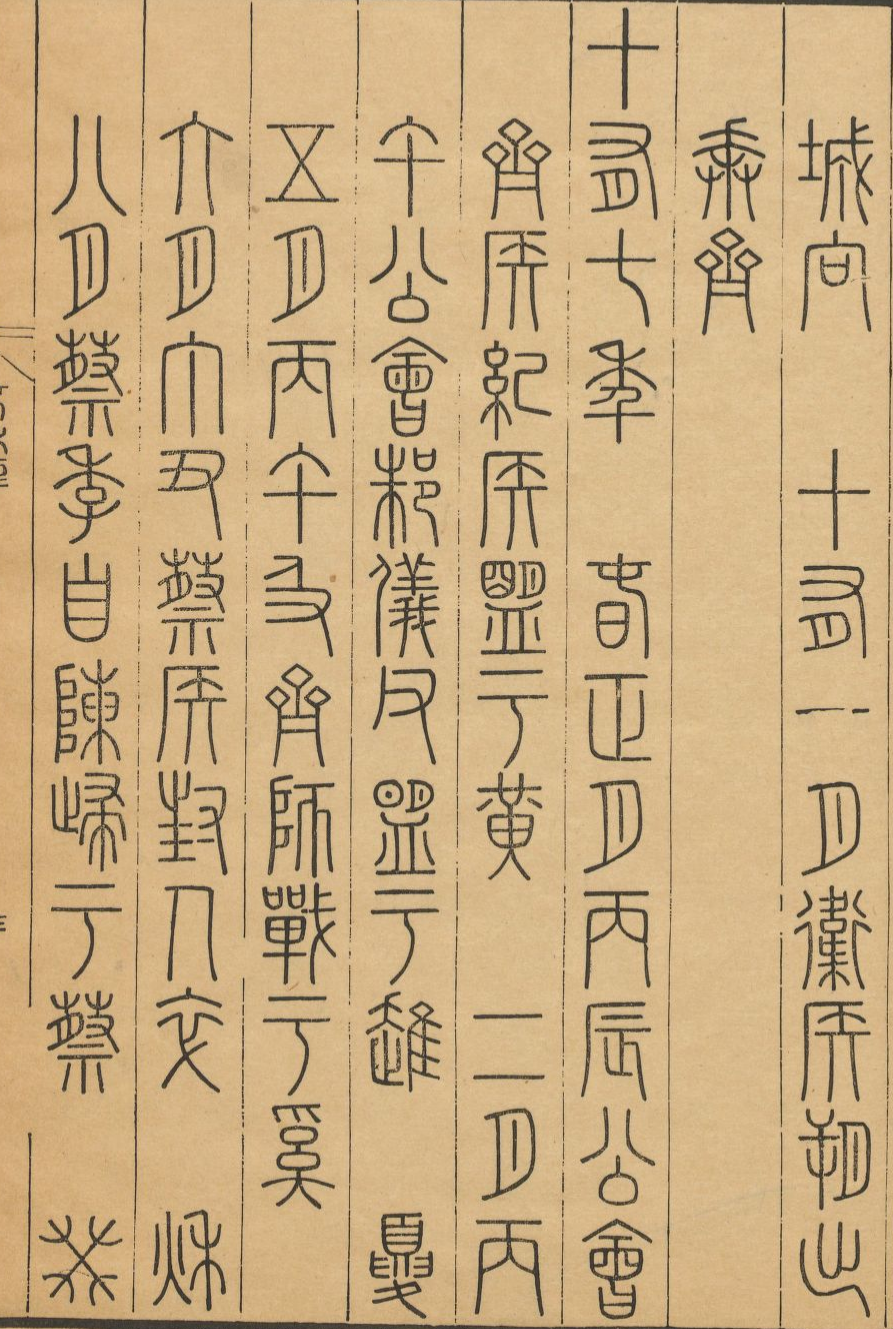 城向 十有一月衛侯朔出
奔齊
十有七年 春正月丙辰公會
齊侯紀侯盟于黃 二月丙
午公會邾儀父盟于趡 夏
五月丙午及齊師戰于奚
六月丁丑蔡侯封人卒 秋
八月蔡季自陳歸于蔡 癸